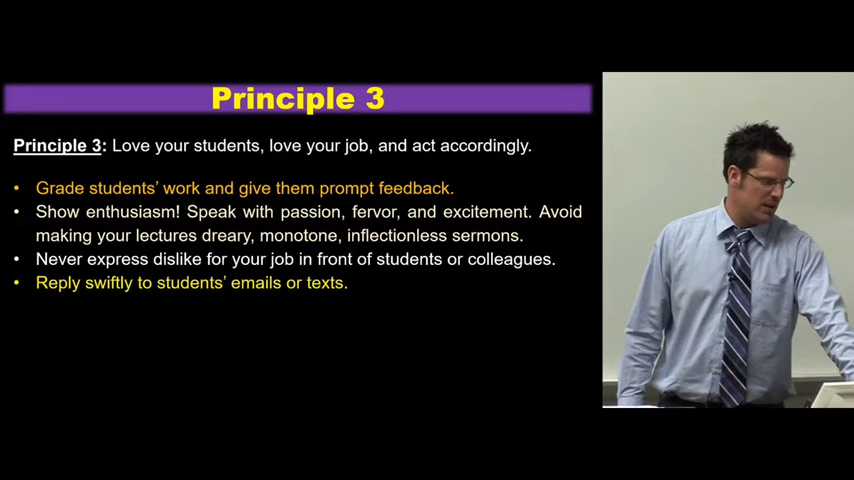 Principle 3
Principle 3: Love your students, love your job, and act accordingly.
• Grade students' work and give them prompt feedback.
• Show enthusiasm! Speak with passion, fervor, and excitement. Avoid
making your lectures dreary, monotone, inflectionless sermons.
• Never express dislike for your job in front of students or colleagues.
• Reply swiftly to students' emails or texts.